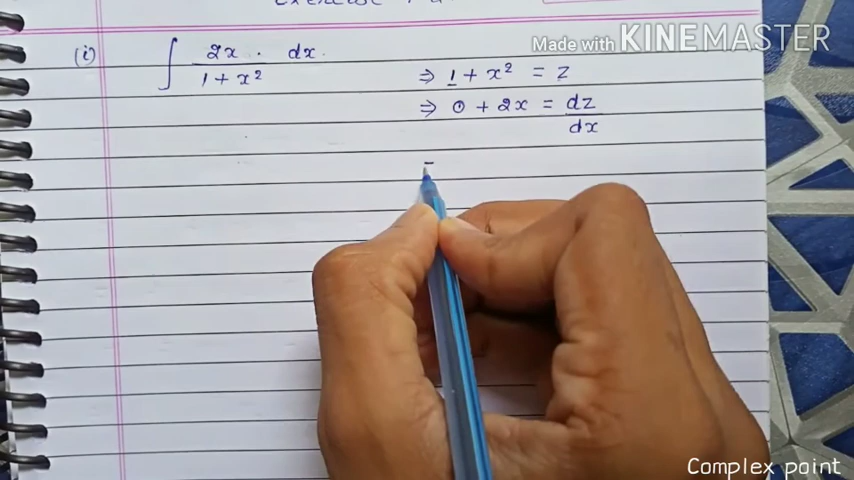 Made with KINEMASTER
(i) ∫ 2x . dx.
1 + x²
⇒ 1 + x² = z
⇒ 0 + 2x = dz
dx
Complex point